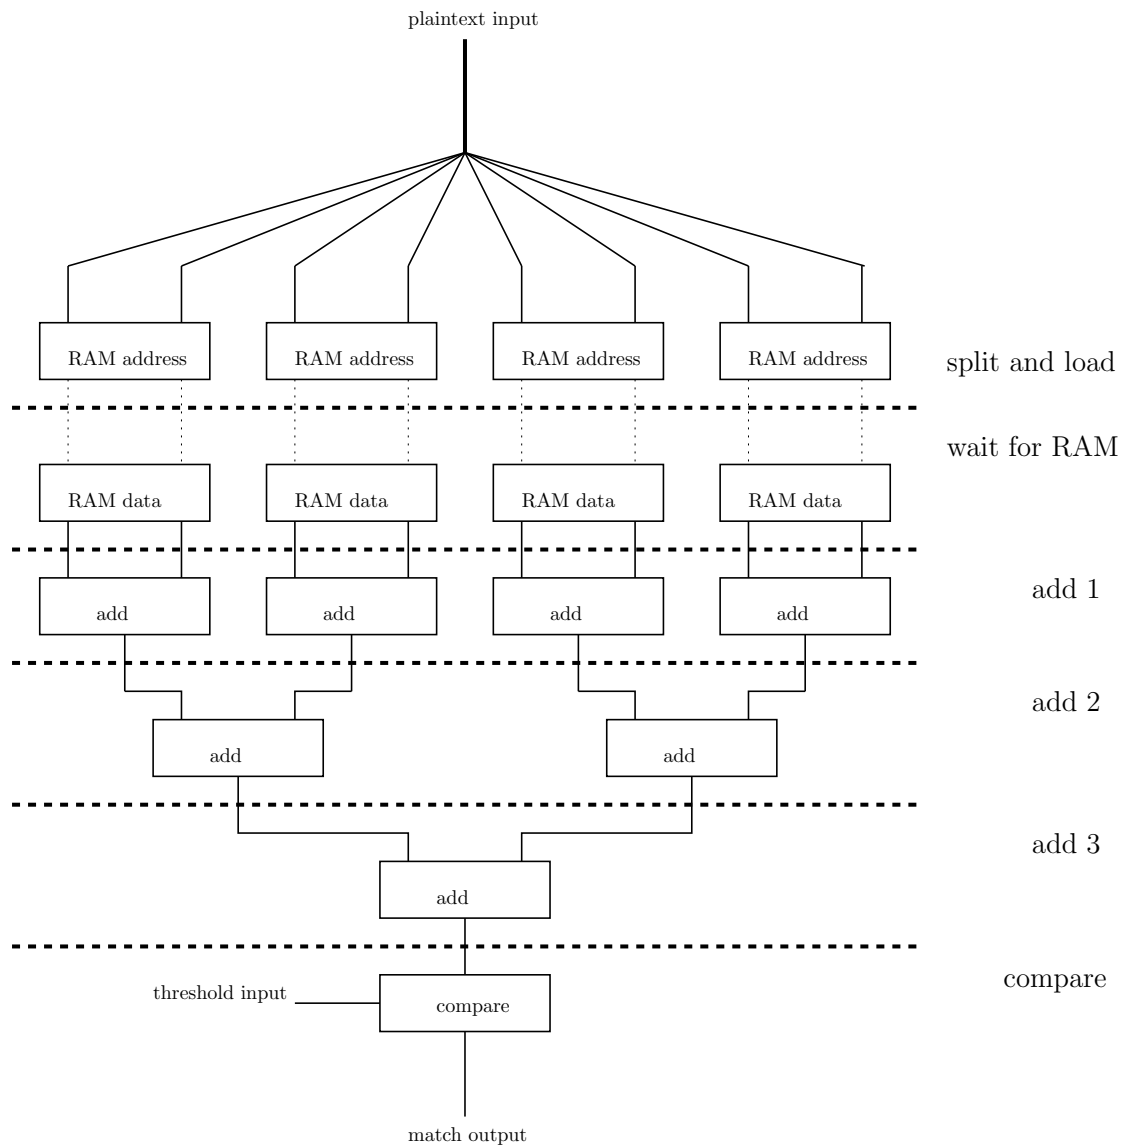 plaintext input
RAM address
RAM address
RAM address
RAM address
split and load
wait for RAM
RAM data
RAM data
RAM data
RAM data
add
add
add
add
add 1
add 2
add
add
add 3
add
compare
threshold input
compare
match output